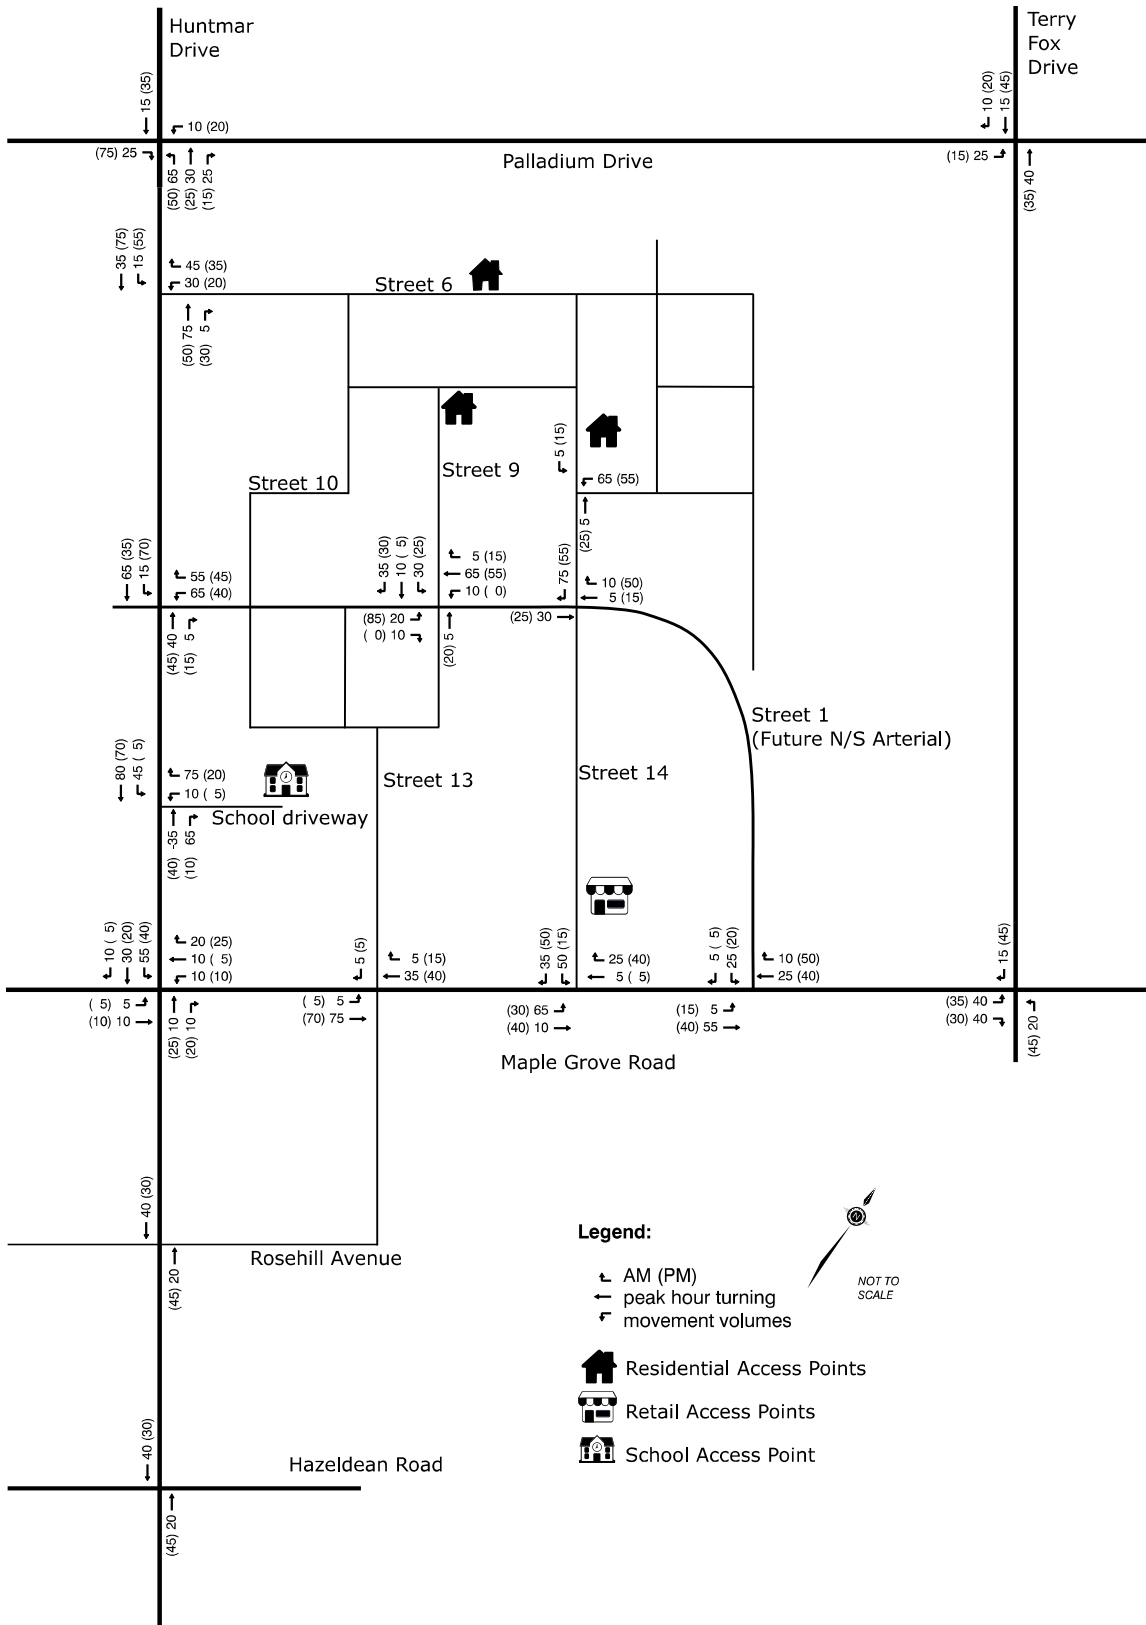 Huntmar
Drive
Terry
Fox
Drive
15 (35)
10 (20)
15 (45)
10 (20)
(75) 25
Palladium Drive
(15) 25
(50) 65
(25) 30
(15) 25
(35) 40
35 (75)
15 (55)
45 (35)
30 (20)
Street 6
(50) 75
(30) 5
5 (15)
Street 10
Street 9
65 (55)
(25) 5
65 (35)
15 (70)
55 (45)
65 (40)
35 (30)
10 ( 5)
30 (25)
5 (15)
65 (55)
10 ( 0)
75 (55)
10 (50)
5 (15)
(85) 20
( 0) 10
(25) 30
(45) 40
(15) 5
(20) 5
Street 1
(Future N/S Arterial)
80 (70)
45 ( 5)
75 (20)
10 ( 5)
Street 13
Street 14
School driveway
(40) -35
(10) 65
10 ( 5)
30 (20)
55 (40)
20 (25)
10 ( 5)
10 (10)
5 (5)
5 (15)
35 (40)
35 (50)
50 (15)
25 (40)
5 ( 5)
5 ( 5)
25 (20)
10 (50)
25 (40)
15 (45)
( 5) 5
(10) 10
(25) 10
(20) 10
( 5) 5
(70) 75
(30) 65
(40) 10
(15) 5
(40) 55
(35) 40
(30) 40
(45) 20
Maple Grove Road
40 (30)
Rosehill Avenue
(45) 20
Legend:
AM (PM)
peak hour turning
movement volumes
N
NOT TO
SCALE
Residential Access Points
Retail Access Points
School Access Point
40 (30)
Hazeldean Road
(45) 20